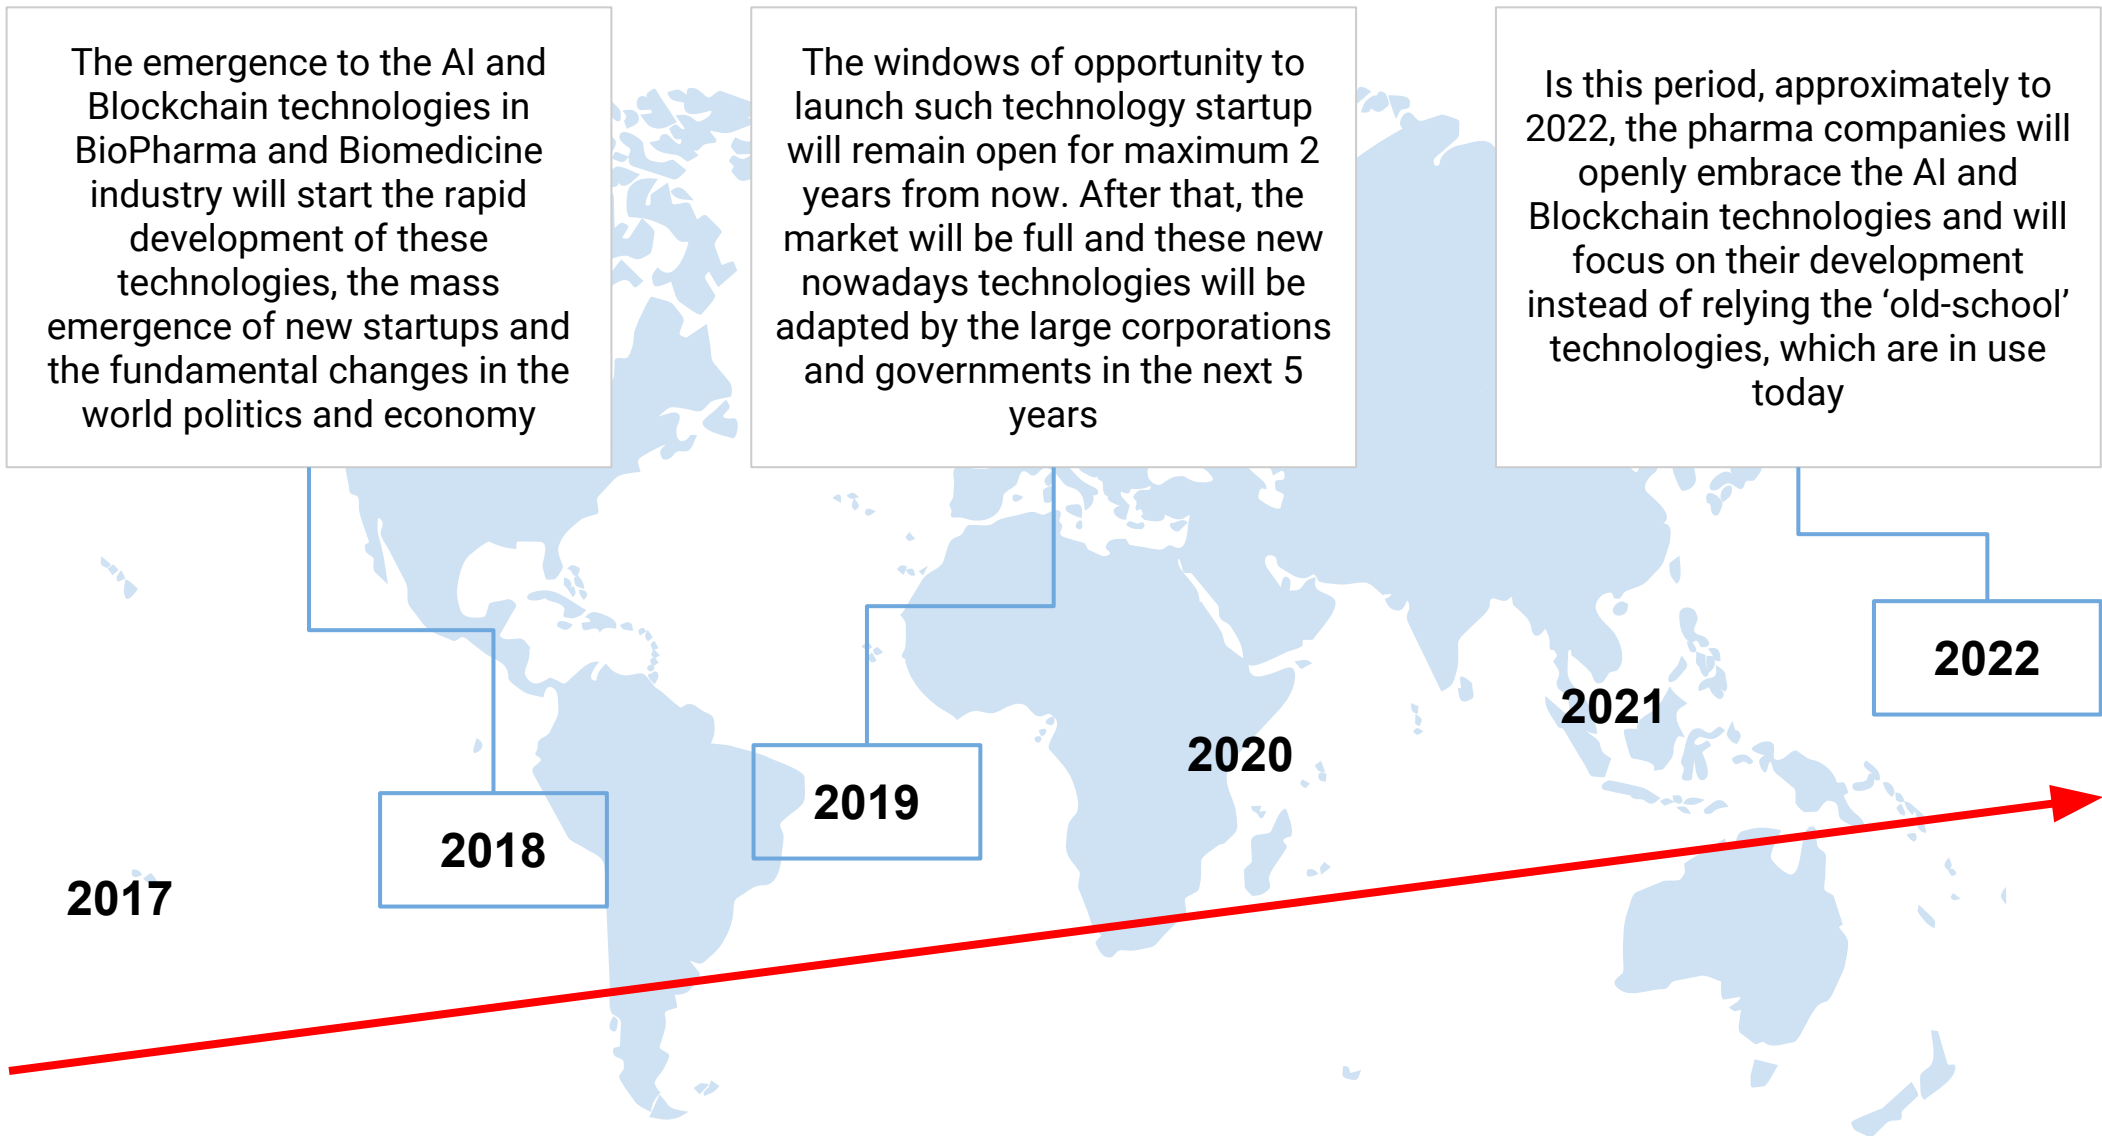 The emergence to the AI and
Blockchain technologies in
BioPharma and Biomedicine
industry will start the rapid
development of these
technologies, the mass
emergence of new startups and
the fundamental changes in the
world politics and economy
The windows of opportunity to
launch such technology startup
will remain open for maximum 2
years from now. After that, the
market will be full and these new
nowadays technologies will be
adapted by the large corporations
and governments in the next 5
years
Is this period, approximately to
2022, the pharma companies will
openly embrace the AI and
Blockchain technologies and will
focus on their development
instead of relying the ‘old-school’
technologies, which are in use
today
2017
2018
2019
2020
2021
2022